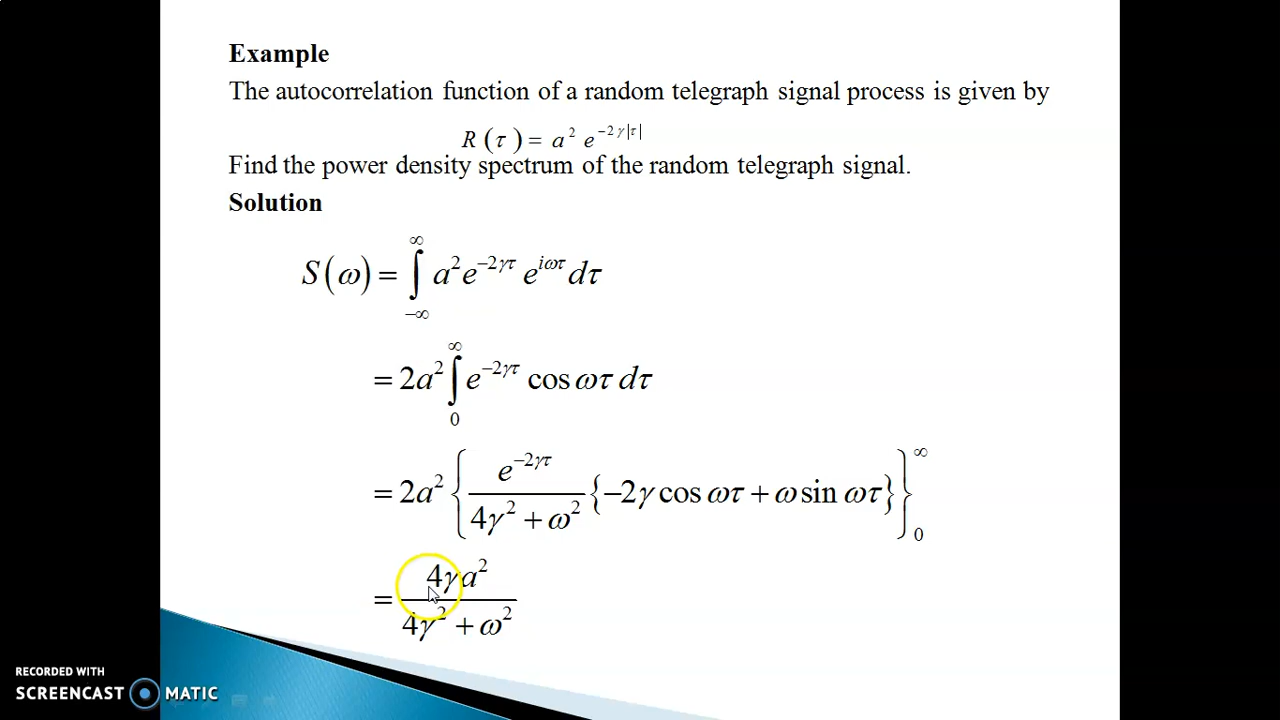 Example
The autocorrelation function of a random telegraph signal process is given by
R(τ) = a² e^{−2γ|τ|}
Find the power density spectrum of the random telegraph signal.
Solution
S(ω) = ∫_{−∞}^{∞} a² e^{−2γτ} e^{iωτ} dτ
= 2a² ∫_{0}^{∞} e^{−2γτ} cos ωτ dτ
= 2a² { e^{−2γτ} / (4γ² + ω²) {−2γ cos ωτ + ω sin ωτ} }_{0}^{∞}
= 4γa² / (4γ² + ω²)
RECORDED WITH
SCREENCAST MATIC